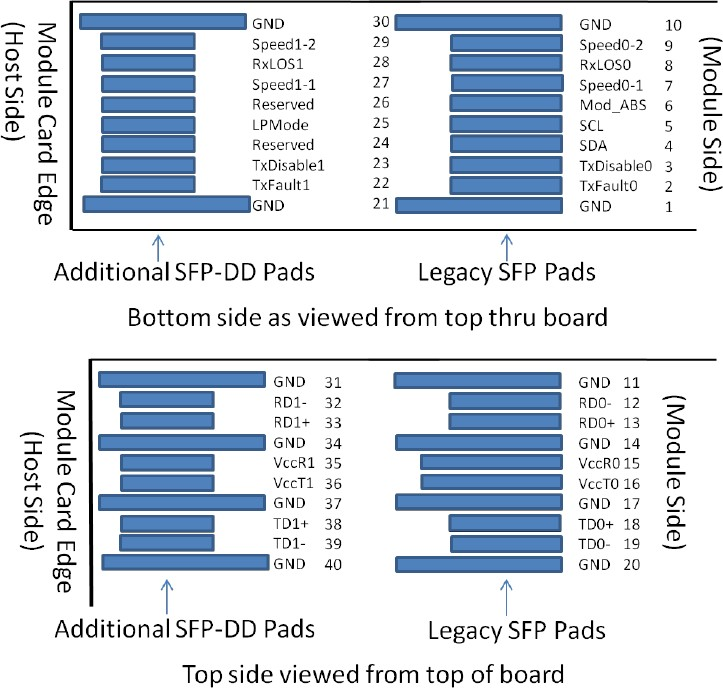 Module Card Edge
(Host Side)
GND 30 GND 10
Speed1-2 29 Speed0-2 9
RxLOS1 28 RxLOS0 8
Speed1-1 27 Speed0-1 7
Reserved 26 Mod_ABS 6
LPMode 25 SCL 5
Reserved 24 SDA 4
TxDisable1 23 TxDisable0 3
TxFault1 22 TxFault0 2
GND 21 GND 1
(Module Side)
Additional SFP-DD Pads Legacy SFP Pads
Bottom side as viewed from top thru board
Module Card Edge
(Host Side)
GND 31 GND 11
RD1- 32 RD0- 12
RD1+ 33 RD0+ 13
GND 34 GND 14
VccR1 35 VccR0 15
VccT1 36 VccT0 16
GND 37 GND 17
TD1+ 38 TD0+ 18
TD1- 39 TD0- 19
GND 40 GND 20
(Module Side)
Additional SFP-DD Pads Legacy SFP Pads
Top side viewed from top of board